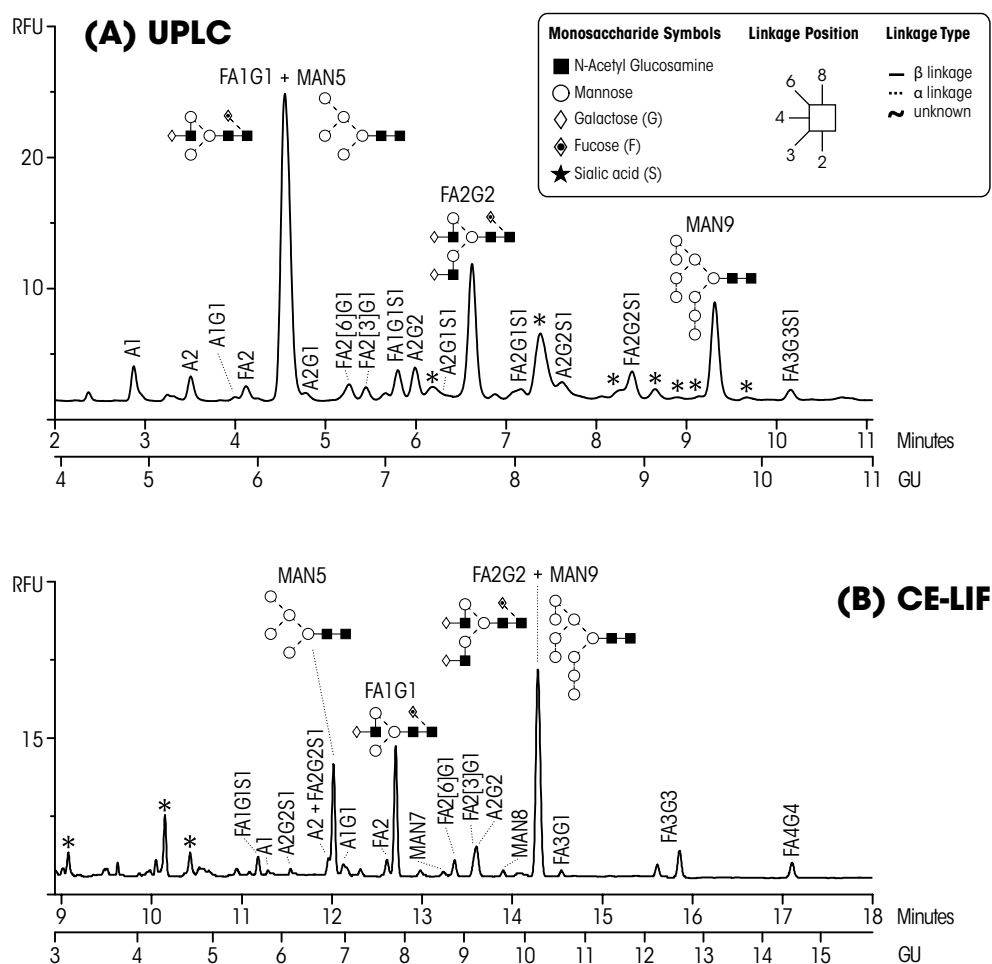 RFU
(A) UPLC
FA1G1 + MAN5
20
10
A1
A2
A1G1
FA2
A2G1
FA2[6]G1
FA2[3]G1
FA1G1S1
A2G2
*
A2G1S1
FA2G2
FA2G1S1
*
A2G2S1
*
FA2G2S1
*
*
*
MAN9
*
FA3G3S1
Monosaccharide Symbols
N-Acetyl Glucosamine
Mannose
Galactose (G)
Fucose (F)
Sialic acid (S)
Linkage Position
6 8
4
3 2
Linkage Type
β linkage
α linkage
unknown
2 3 4 5 6 7 8 9 10 11 Minutes
4 5 6 7 8 9 10 11 GU
RFU
(B) CE-LIF
15
*
*
*
FA1G1S1
A1
A2G2S1
A2 + FA2G2S1
MAN5
A1G1
FA2
FA1G1
MAN7
FA2[6]G1
FA2[3]G1
A2G2
MAN8
FA2G2 + MAN9
FA3G1
FA3G3
FA4G4
9 10 11 12 13 14 15 16 17 18 Minutes
3 4 5 6 7 8 9 10 11 12 13 14 15 GU